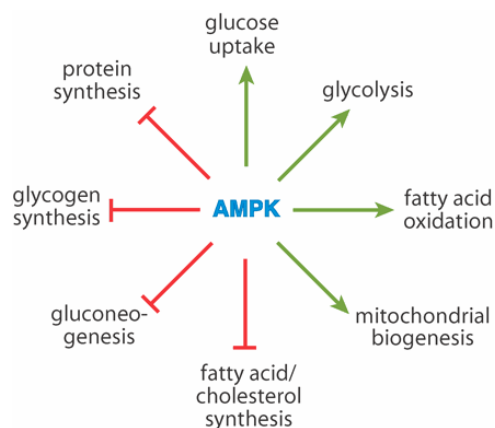 glucose
uptake
protein
synthesis
glycolysis
glycogen
synthesis
AMPK
fatty acid
oxidation
gluconeo-
genesis
mitochondrial
biogenesis
fatty acid/
cholesterol
synthesis